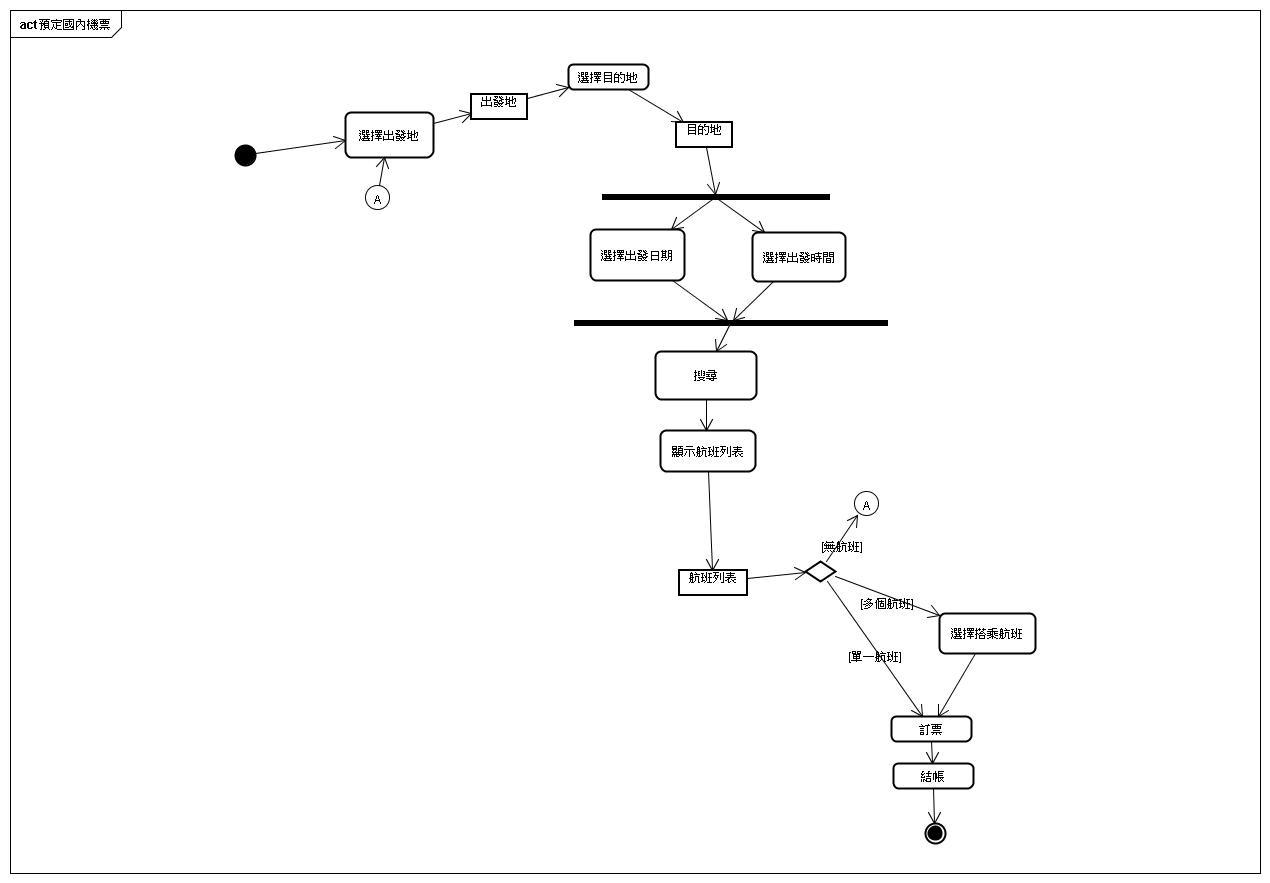 act 預定國內機票
選擇目的地
出發地
選擇出發地
目的地
A
選擇出發日期
選擇出發時間
搜尋
顯示航班列表
A
[無航班]
航班列表
[多個航班]
選擇搭乘航班
[單一航班]
訂票
結帳